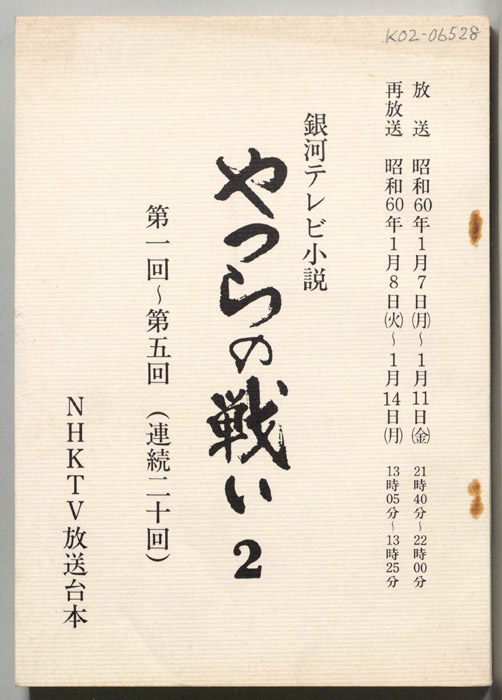 K02-06528
放送 昭和60年1月7日㈪～1月11日㈮ 21時40分～22時00分
再放送 昭和60年1月8日㈫～1月14日㈪ 13時05分～13時25分
銀河テレビ小説
やつらの戦い 2
第一回～第五回 （連続二十回）
NHKTV放送台本